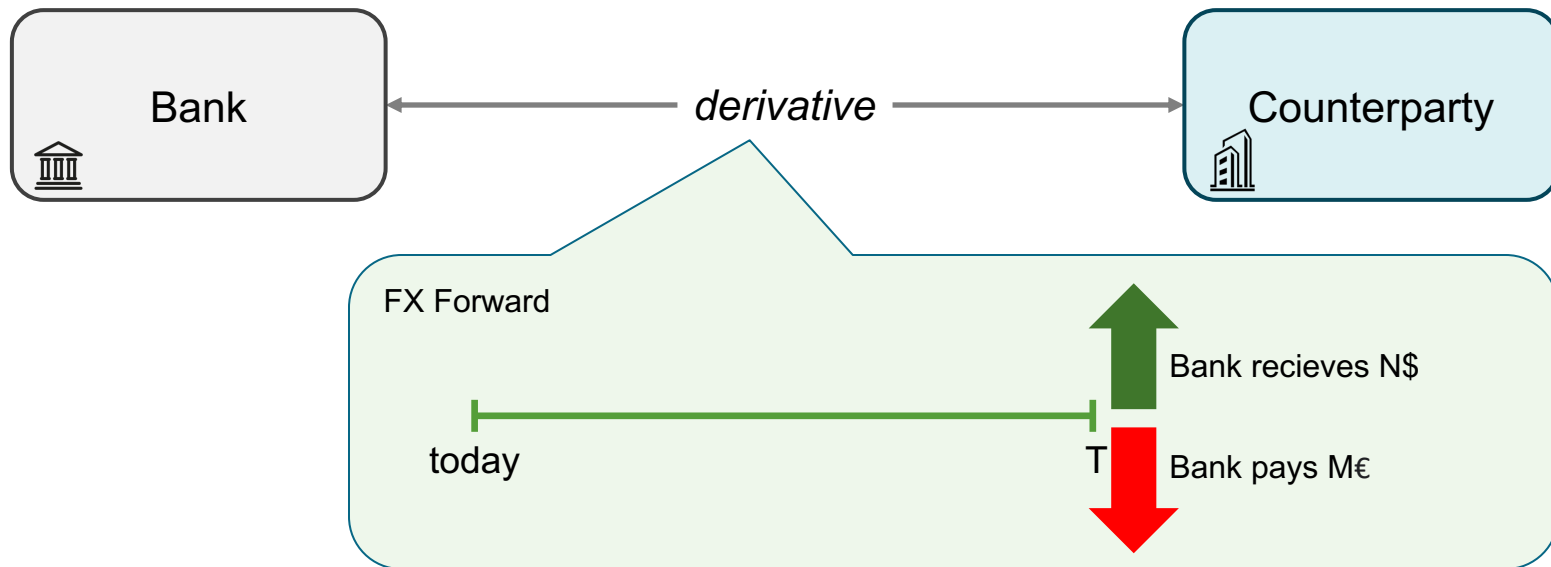 Bank
derivative
Counterparty
FX Forward
Bank recieves N$
today
T
Bank pays M€